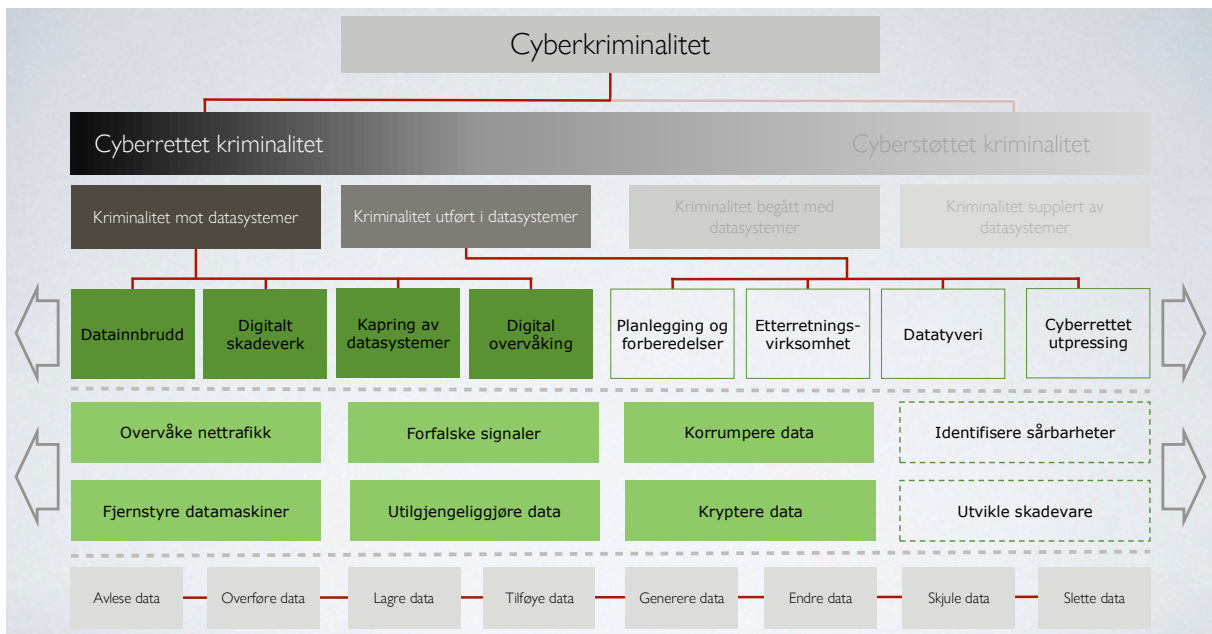 Cyberkriminalitet
Cyberrettet kriminalitet
Cyberstøttet kriminalitet
Kriminalitet mot datasystemer
Kriminalitet utført i datasystemer
Kriminalitet begått med
datasystemer
Kriminalitet supplert av
datasystemer
Datainnbrudd
Digitalt
skadeverk
Kapring av
datasystemer
Digital
overvåking
Planlegging og
forberedelser
Etterretnings-
virksomhet
Datatyveri
Cyberrettet
utpressing
Overvåke nettrafikk
Forfalske signaler
Korrumpere data
Identifisere sårbarheter
Fjernstyre datamaskiner
Utilgjengeliggjøre data
Kryptere data
Utvikle skadevare
Avlese data
Overføre data
Lagre data
Tilføye data
Generere data
Endre data
Skjule data
Slette data